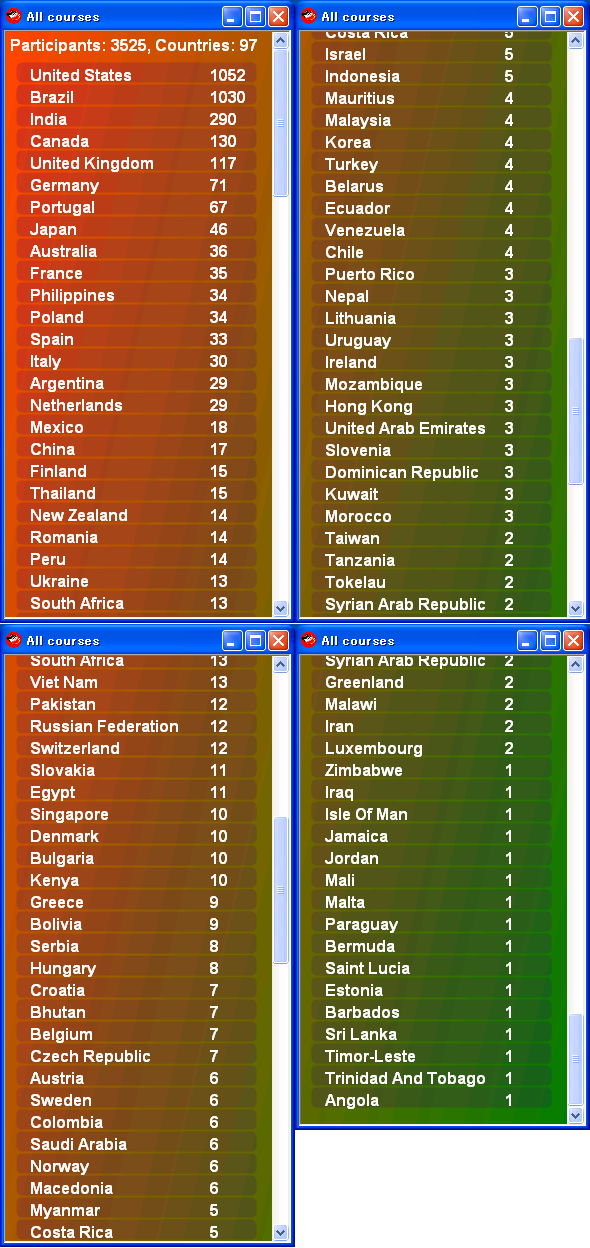 All courses
Participants: 3525, Countries: 97
United States 1052
Brazil 1030
India 290
Canada 130
United Kingdom 117
Germany 71
Portugal 67
Japan 46
Australia 36
France 35
Philippines 34
Poland 34
Spain 33
Italy 30
Argentina 29
Netherlands 29
Mexico 18
China 17
Finland 15
Thailand 15
New Zealand 14
Romania 14
Peru 14
Ukraine 13
South Africa 13
All courses
South Africa 13
Viet Nam 13
Pakistan 12
Russian Federation 12
Switzerland 12
Slovakia 11
Egypt 11
Singapore 10
Denmark 10
Bulgaria 10
Kenya 10
Greece 9
Bolivia 9
Serbia 8
Hungary 8
Croatia 7
Bhutan 7
Belgium 7
Czech Republic 7
Austria 6
Sweden 6
Colombia 6
Saudi Arabia 6
Norway 6
Macedonia 6
Myanmar 5
Costa Rica 5
All courses
Costa Rica 5
Israel 5
Indonesia 5
Mauritius 4
Malaysia 4
Korea 4
Turkey 4
Belarus 4
Ecuador 4
Venezuela 4
Chile 4
Puerto Rico 3
Nepal 3
Lithuania 3
Uruguay 3
Ireland 3
Mozambique 3
Hong Kong 3
United Arab Emirates 3
Slovenia 3
Dominican Republic 3
Kuwait 3
Morocco 3
Taiwan 2
Tanzania 2
Tokelau 2
Syrian Arab Republic 2
All courses
Syrian Arab Republic 2
Greenland 2
Malawi 2
Iran 2
Luxembourg 2
Zimbabwe 1
Iraq 1
Isle Of Man 1
Jamaica 1
Jordan 1
Mali 1
Malta 1
Paraguay 1
Bermuda 1
Saint Lucia 1
Estonia 1
Barbados 1
Sri Lanka 1
Timor-Leste 1
Trinidad And Tobago 1
Angola 1